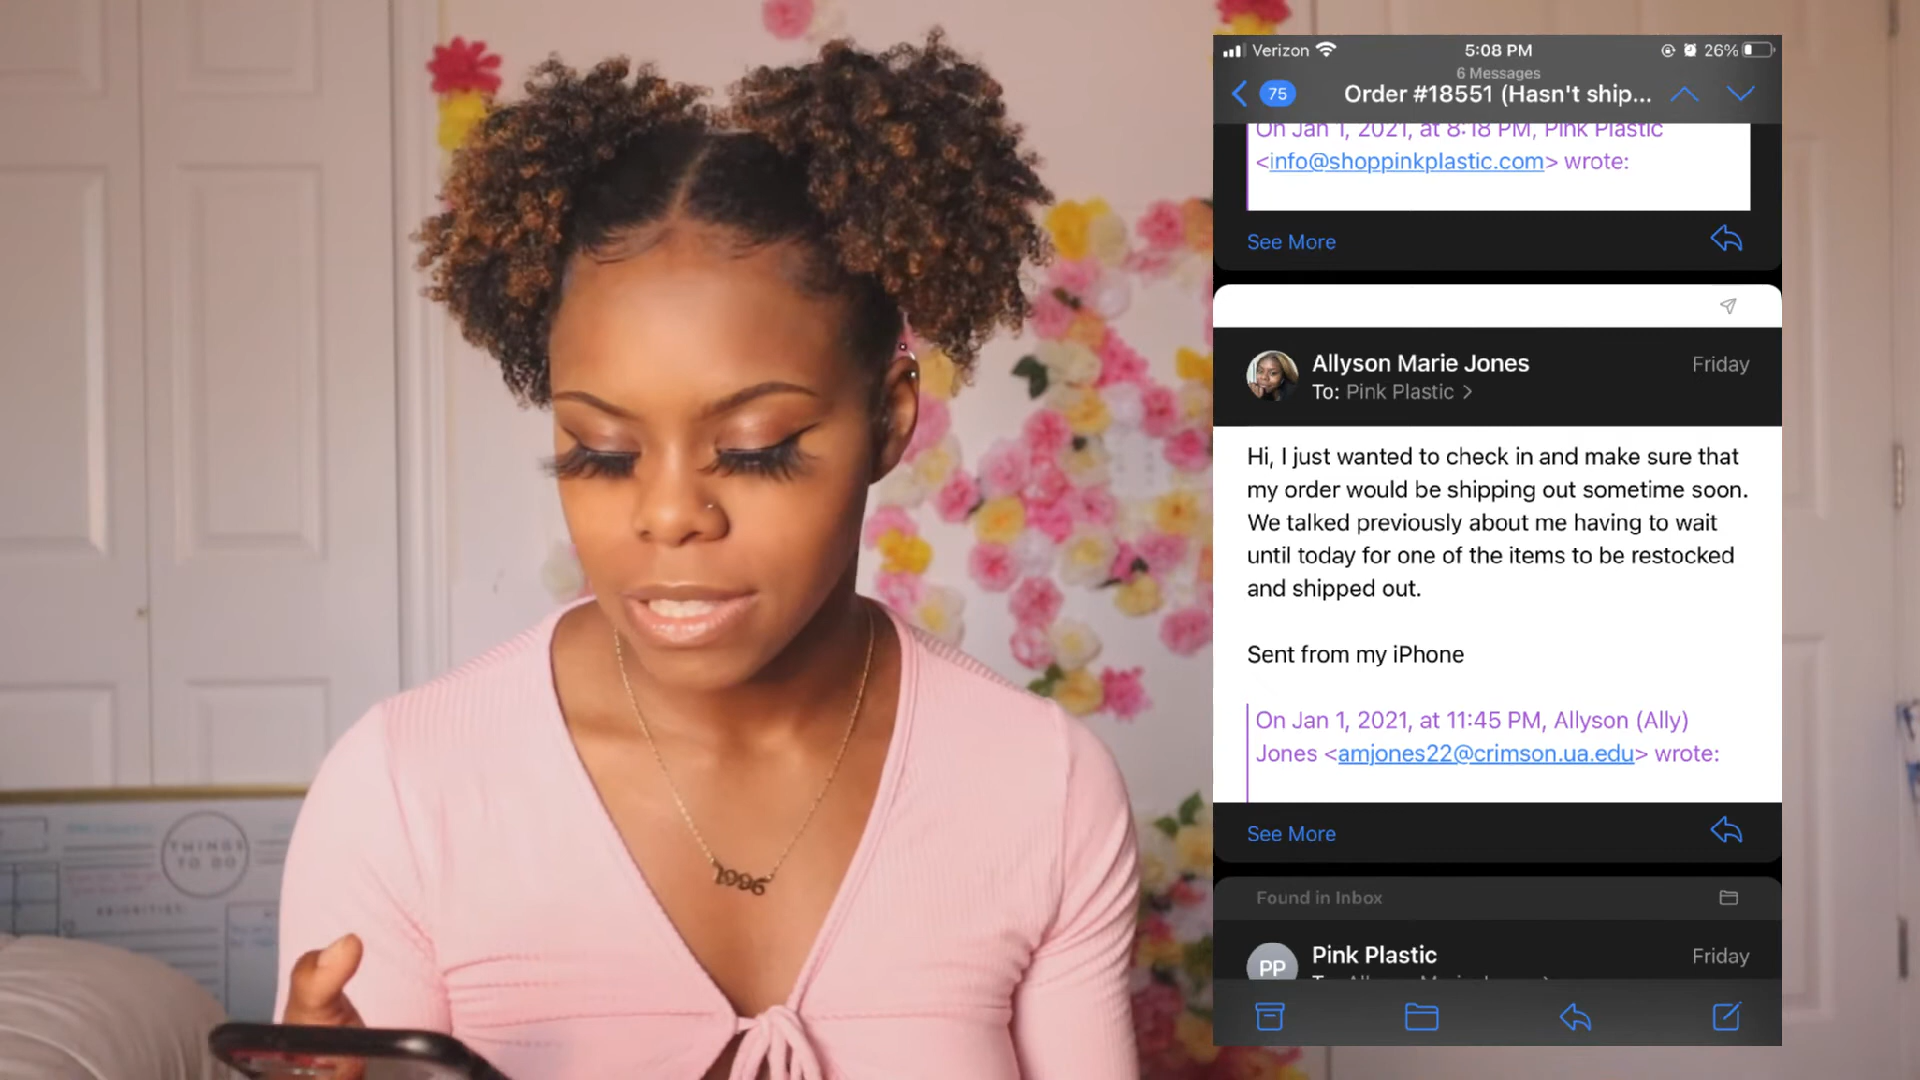 Verizon
5:08 PM
26%
6 Messages
75
Order #18551 (Hasn't ship...
On Jan 1, 2021, at 8:18 PM, Pink Plastic
<info@shoppinkplastic.com> wrote:
See More
Allyson Marie Jones
Friday
To: Pink Plastic >
Hi, I just wanted to check in and make sure that
my order would be shipping out sometime soon.
We talked previously about me having to wait
until today for one of the items to be restocked
and shipped out.
Sent from my iPhone
On Jan 1, 2021, at 11:45 PM, Allyson (Ally)
Jones <amjones22@crimson.ua.edu> wrote:
See More
Found in Inbox
PP
Pink Plastic
Friday
1996
THINGS
TO DO
PRIORITIES: